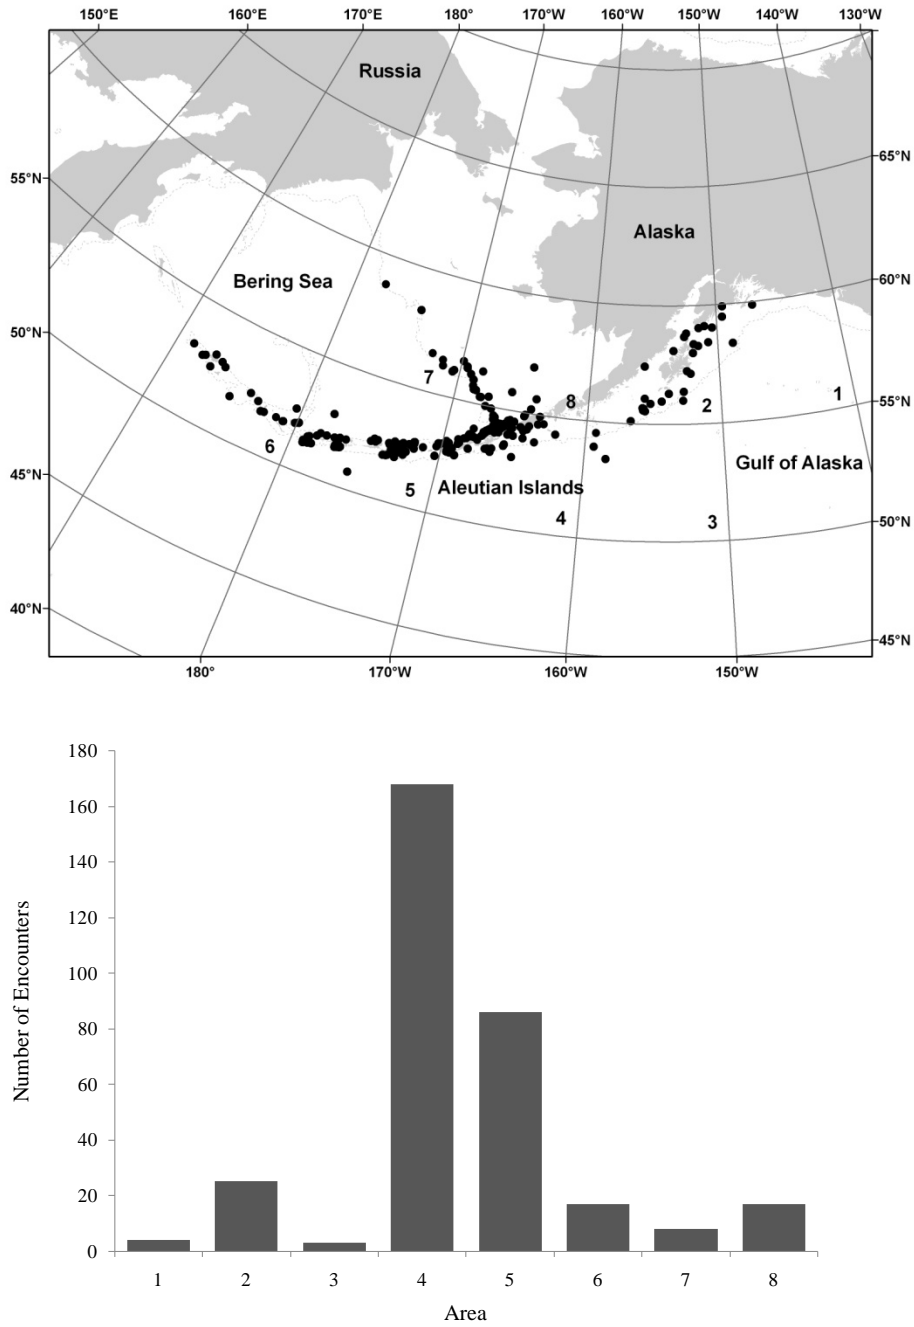 150°E 160°E 170°E 180° 170°W 160°W 150°W 140°W 130°W
Russia
65°N
55°N
Alaska
60°N
Bering Sea
50°N
7
8
1
55°N
2
6
Gulf of Alaska
45°N
5
Aleutian Islands
4
3
50°N
40°N
45°N
180° 170°W 160°W 150°W
180
160
140
120
100
80
60
40
20
0
Number of Encounters
1 2 3 4 5 6 7 8
Area